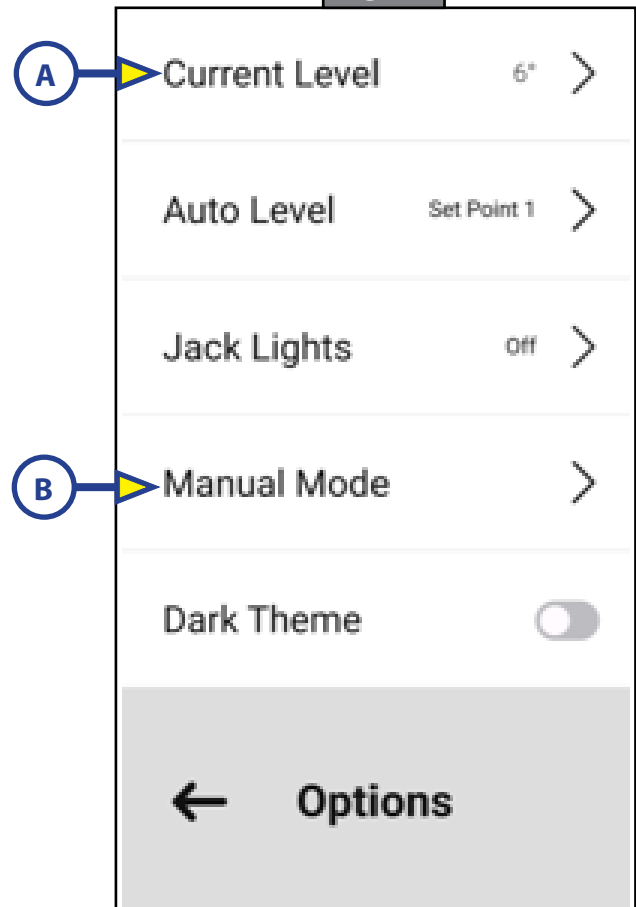 A
Current Level 6°
Auto Level Set Point 1
Jack Lights Off
B
Manual Mode
Dark Theme
Options